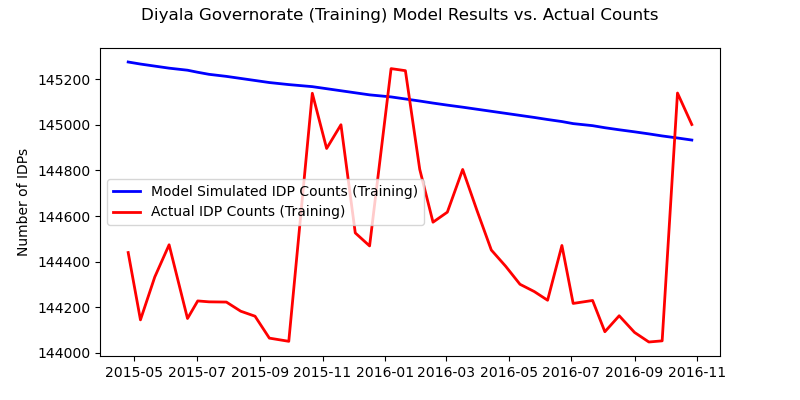 Diyala Governorate (Training) Model Results vs. Actual Counts
Number of IDPs
145200
145000
144800
144600
144400
144200
144000
Model Simulated IDP Counts (Training)
Actual IDP Counts (Training)
2015-05 2015-07 2015-09 2015-11 2016-01 2016-03 2016-05 2016-07 2016-09 2016-11